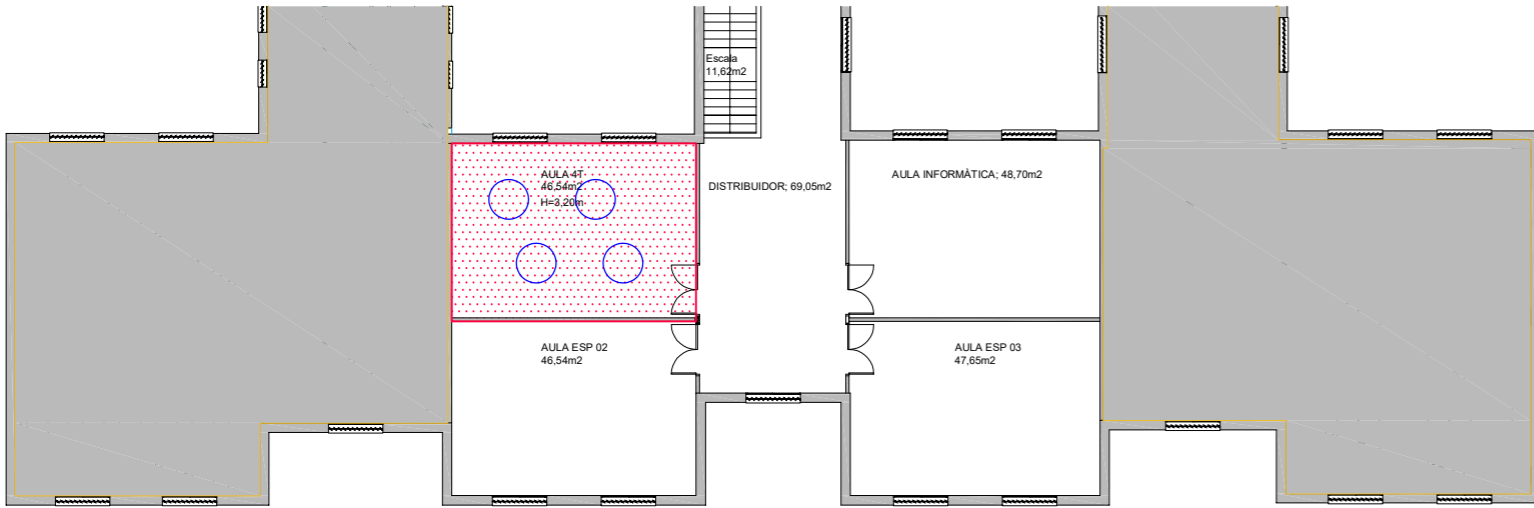 Escala
11,62m2
AULA 4T
46,54m2
H=3,20m
DISTRIBUIDOR; 69,05m2
AULA INFORMÀTICA; 48,70m2
AULA ESP 02
46,54m2
AULA ESP 03
47,65m2